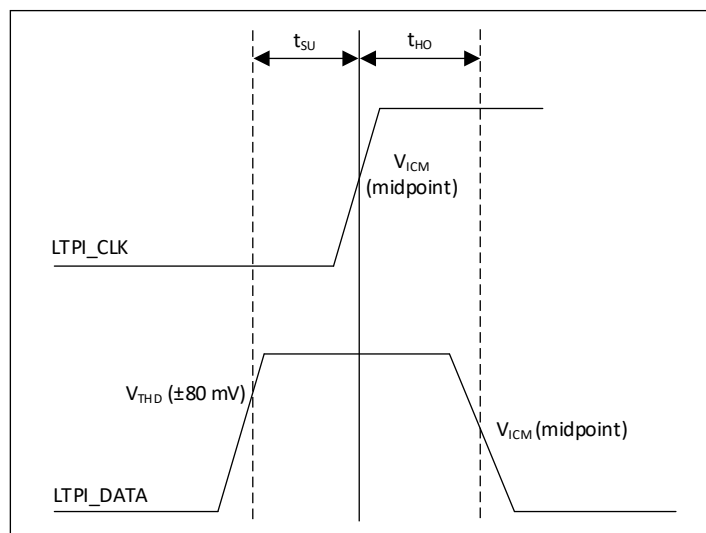 tSU
tHO
VICM
(midpoint)
LTPI_CLK
VTHD (±80 mV)
VICM (midpoint)
LTPI_DATA